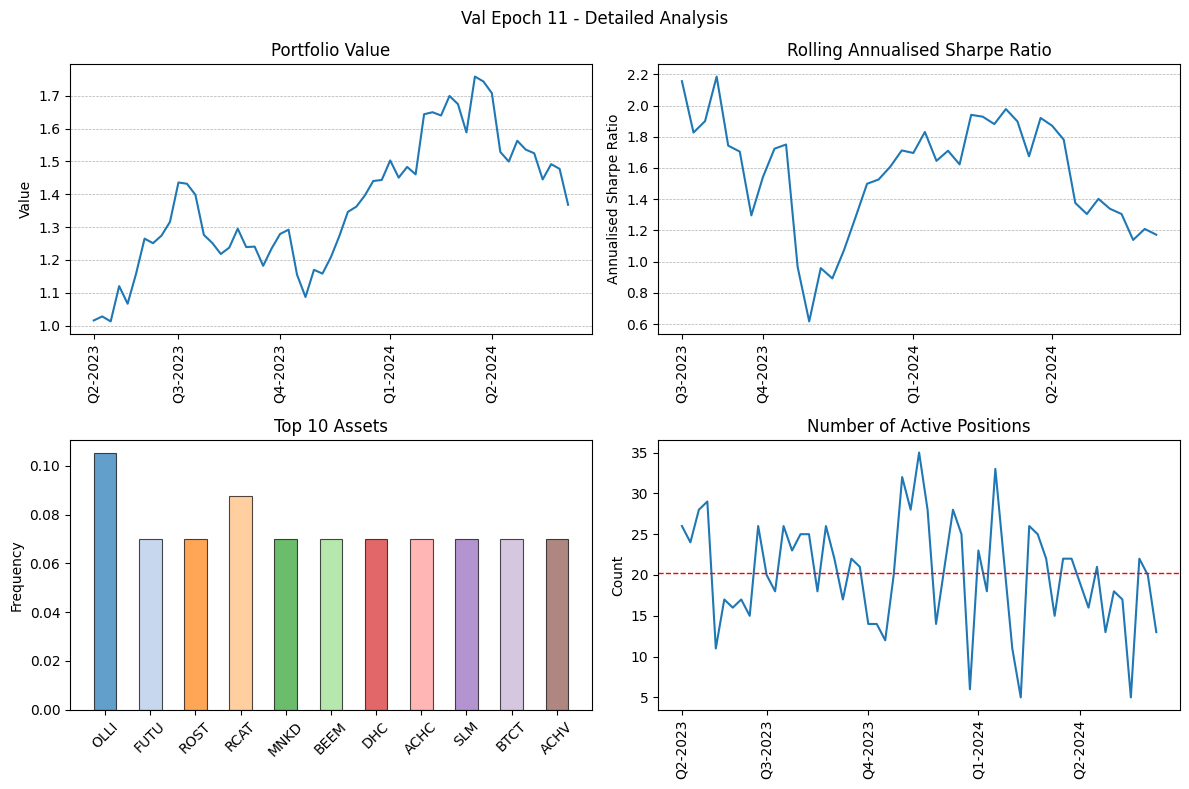 Val Epoch 11 - Detailed Analysis
Portfolio Value
Value
1.7
1.6
1.5
1.4
1.3
1.2
1.1
1.0
Q2-2023
Q3-2023
Q4-2023
Q1-2024
Q2-2024
Rolling Annualised Sharpe Ratio
Annualised Sharpe Ratio
2.2
2.0
1.8
1.6
1.4
1.2
1.0
0.8
0.6
Q3-2023
Q4-2023
Q1-2024
Q2-2024
Top 10 Assets
Frequency
0.10
0.08
0.06
0.04
0.02
0.00
OLLI
FUTU
ROST
RCAT
MNKD
BEEM
DHC
ACHC
SLM
BTCT
ACHV
Number of Active Positions
Count
35
30
25
20
15
10
5
Q2-2023
Q3-2023
Q4-2023
Q1-2024
Q2-2024